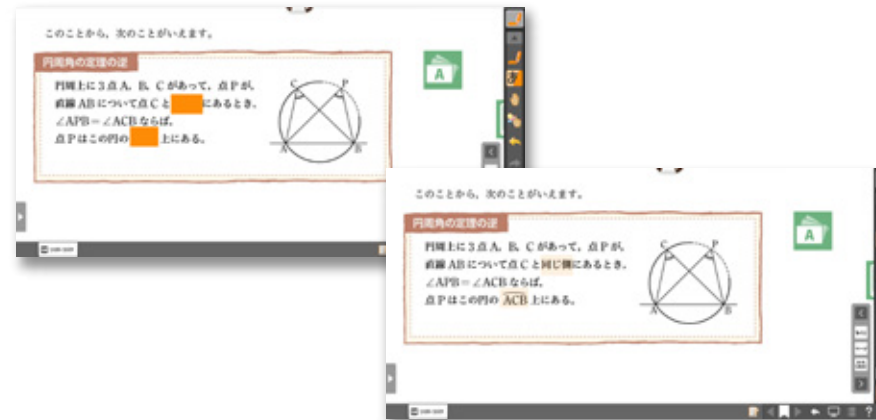 このことから、次のことがいえます。
円周角の定理の逆
円周上に3点A、B、Cがあって、点Pが、
直線ABについて点Cと にあるとき、
∠APB=∠ACBならば、
点Pはこの円の 上にある。
C P
A B
A
このことから、次のことがいえます。
円周角の定理の逆
円周上に3点A、B、Cがあって、点Pが、
直線ABについて点Cと同じ側にあるとき、
∠APB=∠ACBならば、
点Pはこの円の ACB 上にある。
C P
A B
A